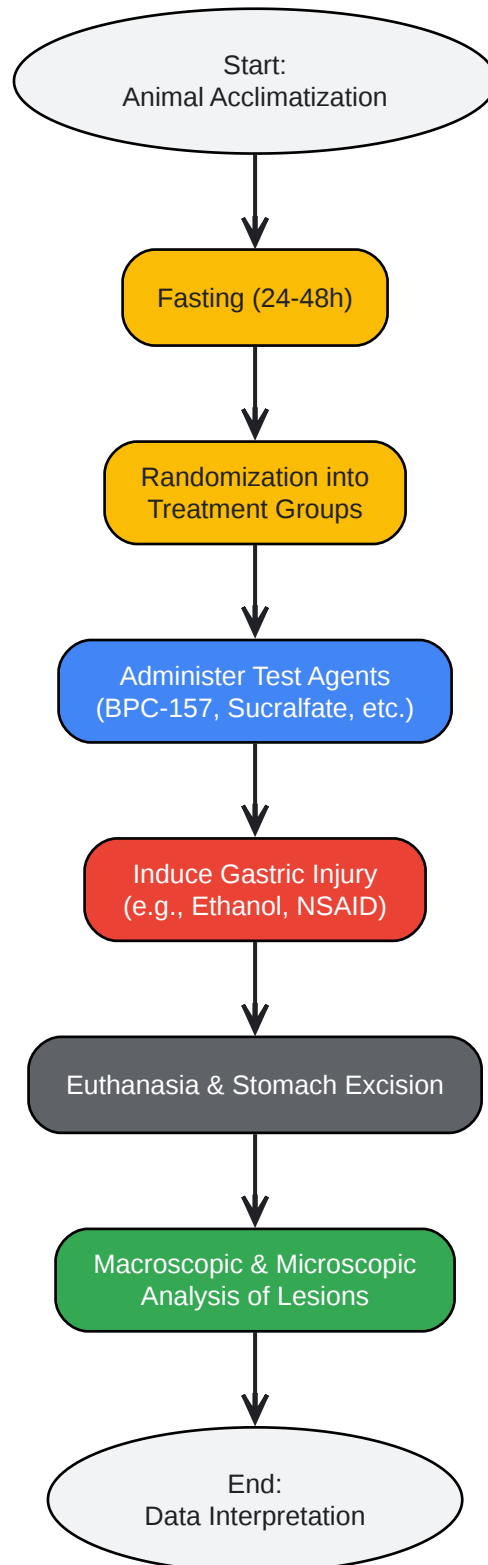 Start:
Animal Acclimatization
Fasting (24-48h)
Randomization into
Treatment Groups
Administer Test Agents
(BPC-157, Sucralfate, etc.)
Induce Gastric Injury
(e.g., Ethanol, NSAID)
Euthanasia & Stomach Excision
Macroscopic & Microscopic
Analysis of Lesions
End:
Data Interpretation